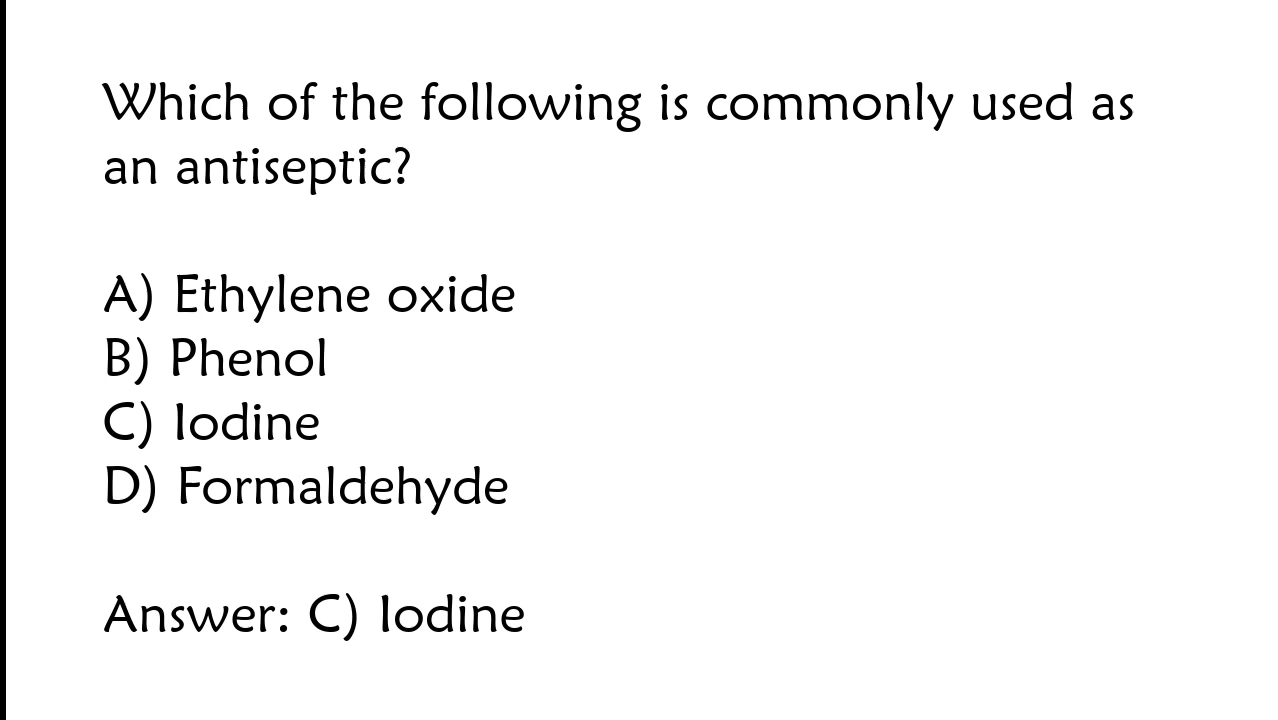 Which of the following is commonly used as
an antiseptic?
A) Ethylene oxide
B) Phenol
C) Iodine
D) Formaldehyde
Answer: C) Iodine